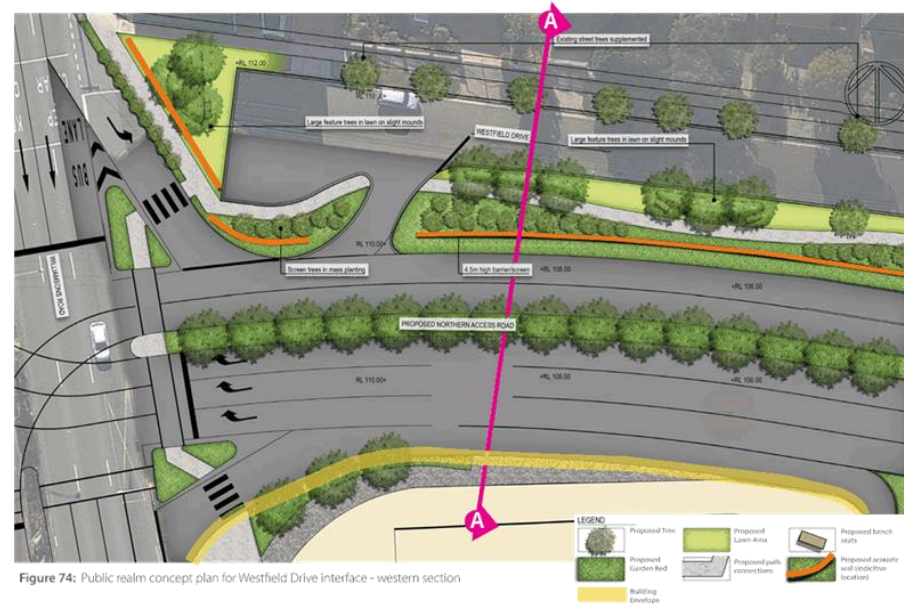 A
Existing street trees supplemented
+RL 112.00
Large feature trees in lawn on slight mounds
WESTFIELD DRIVE
Large feature trees in lawn on slight mounds
BUS
LANE
RL 110.00+
Screen trees in mass planting
4.5m high barrier/screen
+RL 108.00
+RL 106.00
PROPOSED NORTHERN ACCESS ROAD
RL 110.00+
+RL 108.00
+RL 106.00
A
LEGEND
Proposed Tree
Proposed Lawn Area
Proposed bench seats
Proposed Garden Bed
Proposed path connections
Proposed acoustic wall (indicitive location)
Building Envelope
Figure 74: Public realm concept plan for Westfield Drive interface - western section